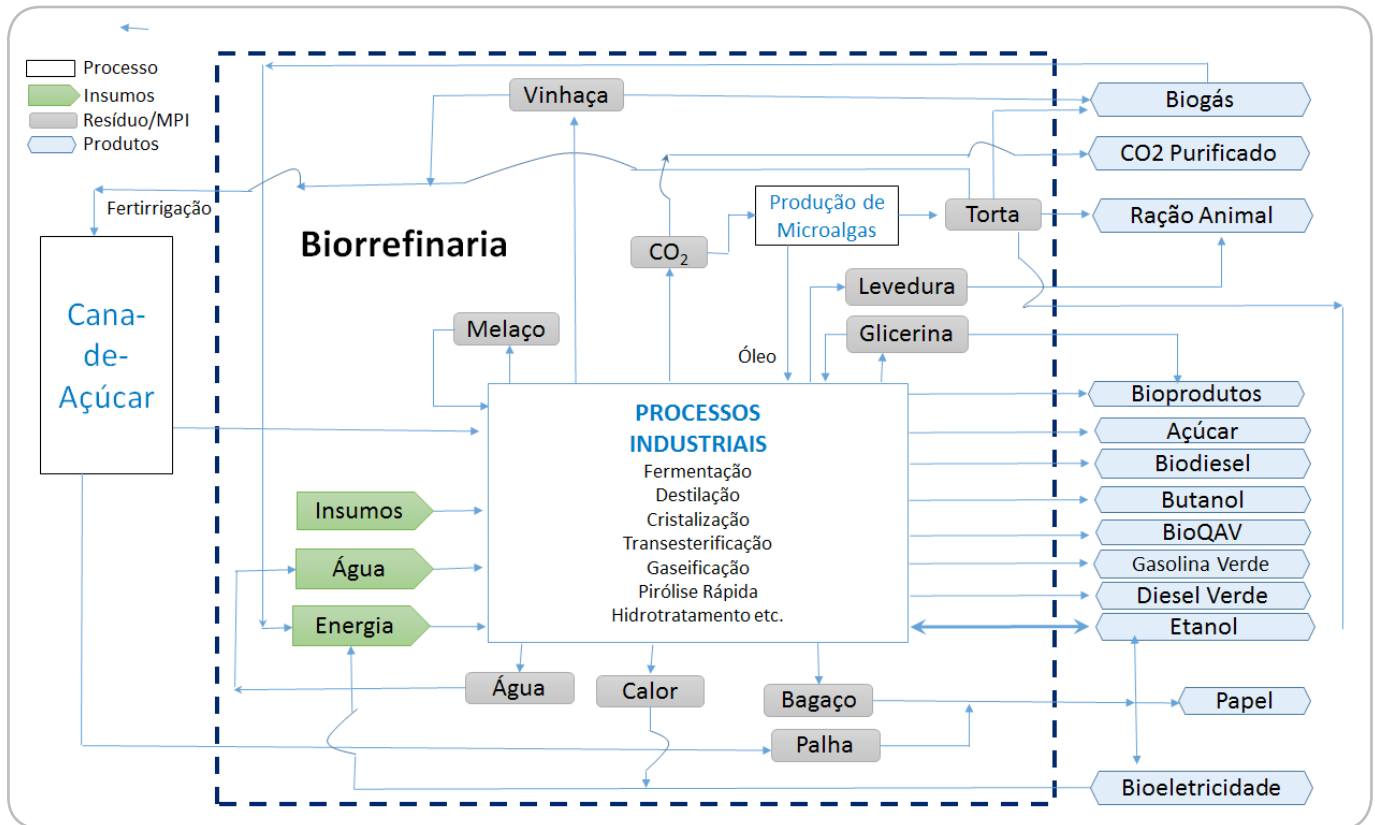 Processo
Insumos
Resíduo/MPI
Produtos
Vinhaça
Biogás
CO2 Purificado
Fertirrigação
Produção de
Microalgas
Torta
Ração Animal
Biorrefinaria
CO₂
Levedura
Cana-
de-
Açúcar
Melaço
Glicerina
Óleo
Bioprodutos
PROCESSOS
INDUSTRIAIS
Fermentação
Destilação
Cristalização
Transesterificação
Gaseificação
Pirólise Rápida
Hidrotratamento etc.
Açúcar
Biodiesel
Butanol
BioQAV
Gasolina Verde
Diesel Verde
Etanol
Insumos
Água
Energia
Água
Calor
Bagaço
Papel
Palha
Bioeletricidade